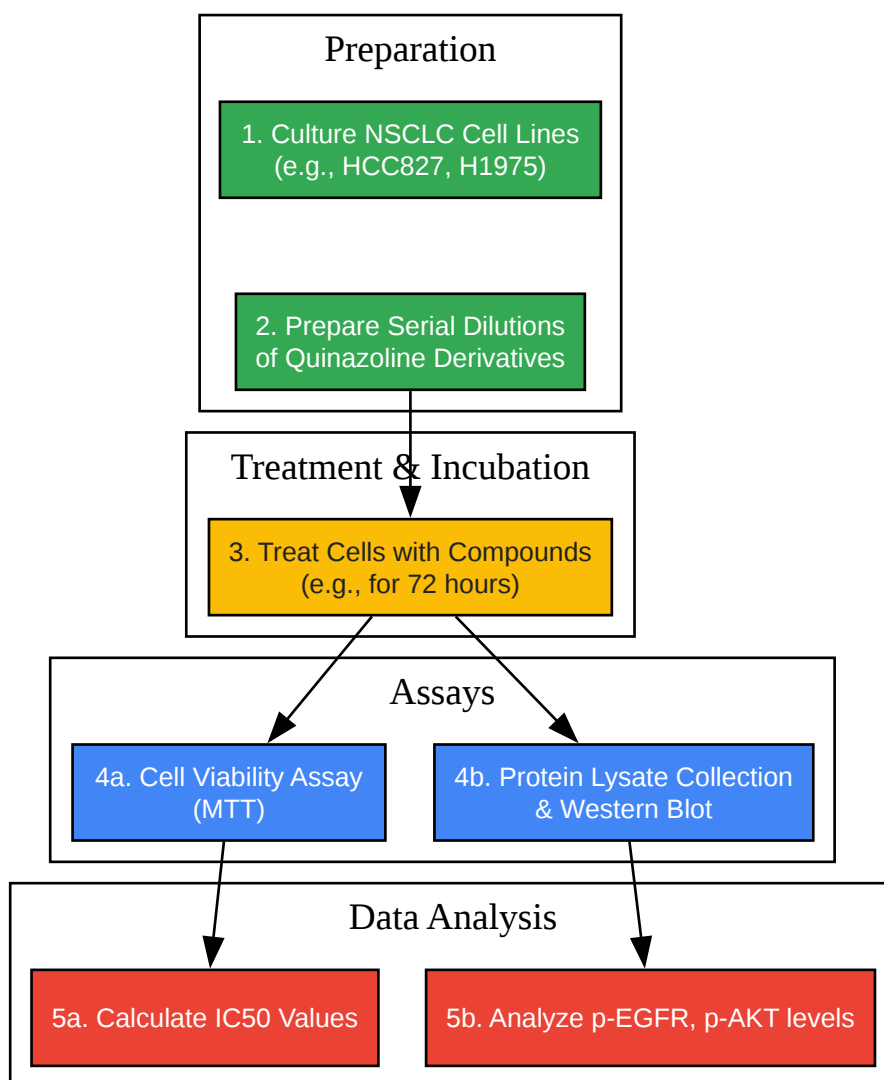 Preparation
1. Culture NSCLC Cell Lines
(e.g., HCC827, H1975)
2. Prepare Serial Dilutions
of Quinazoline Derivatives
Treatment & Incubation
3. Treat Cells with Compounds
(e.g., for 72 hours)
Assays
4a. Cell Viability Assay
(MTT)
4b. Protein Lysate Collection
& Western Blot
Data Analysis
5a. Calculate IC50 Values
5b. Analyze p-EGFR, p-AKT levels